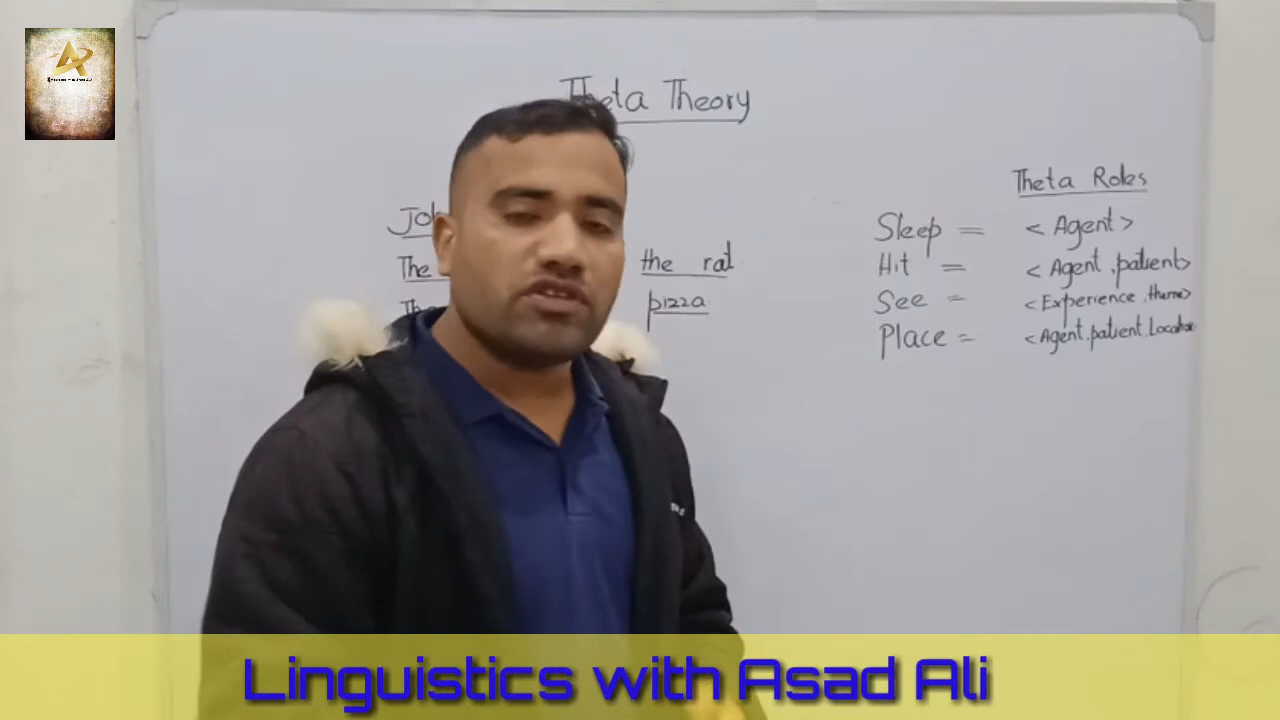 Theta Theory
Theta Roles
Sleep = <Agent>
Hit = <Agent, patient>
See = <Experience, theme>
Place = <Agent, patient, Location
The the rat
pizza
Linguistics with Asad Ali